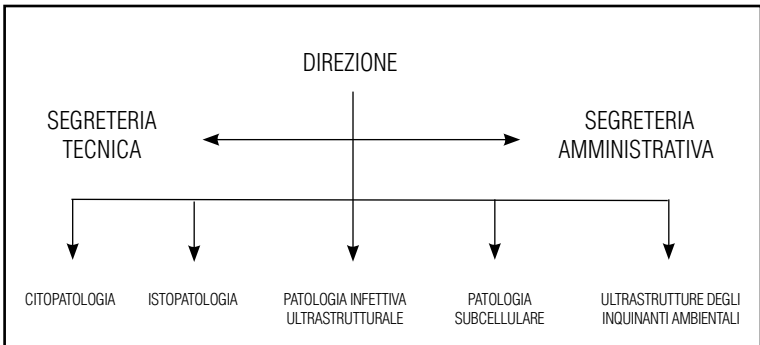 DIREZIONE
SEGRETERIA
TECNICA
SEGRETERIA
AMMINISTRATIVA
CITOPATOLOGIA
ISTOPATOLOGIA
PATOLOGIA INFETTIVA
ULTRASTRUTTURALE
PATOLOGIA
SUBCELLULARE
ULTRASTRUTTURE DEGLI
INQUINANTI AMBIENTALI